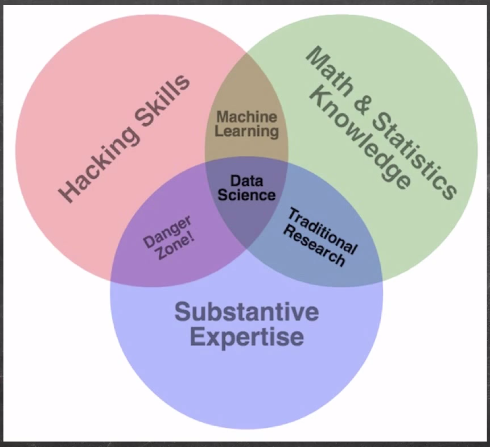 Hacking Skills
Math & Statistics
Knowledge
Machine
Learning
Data
Science
Danger
Zone!
Traditional
Research
Substantive
Expertise